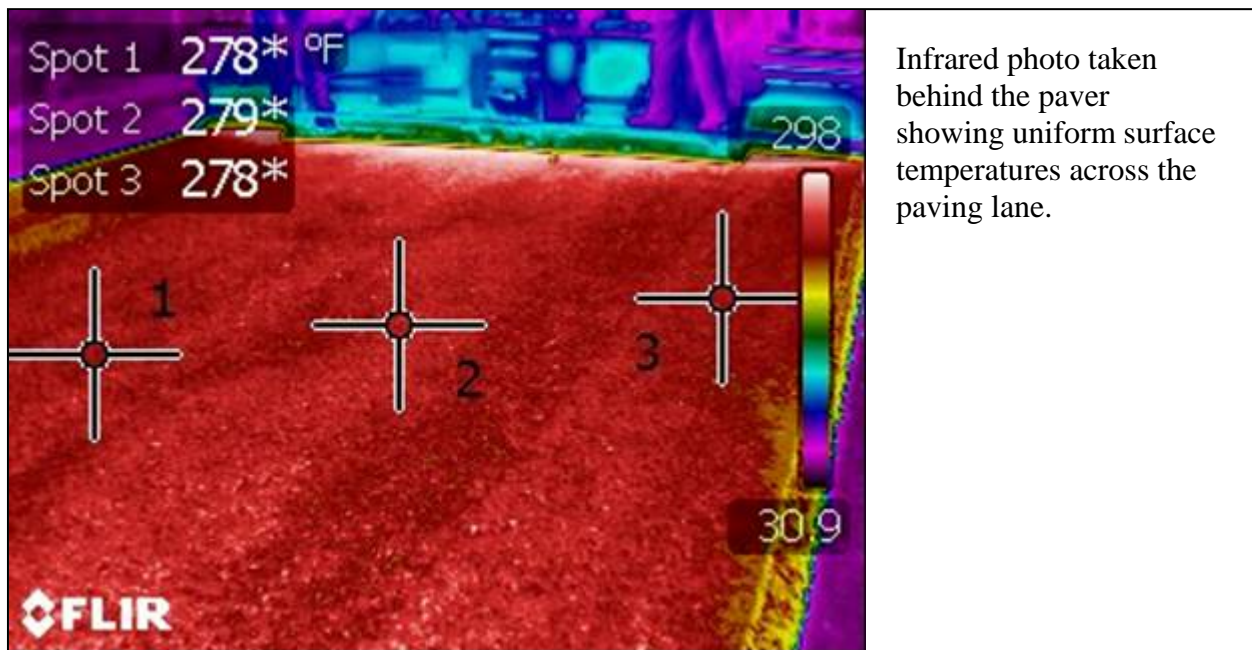 Spot 1 278* °F
Spot 2 279*
Spot 3 278*
298
1
2
3
30.9
FLIR
Infrared photo taken
behind the paver
showing uniform surface
temperatures across the
paving lane.